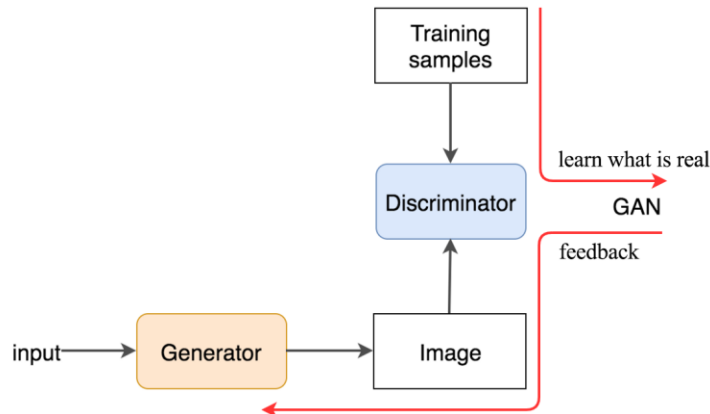 Training
samples
learn what is real
Discriminator
GAN
feedback
input
Generator
Image